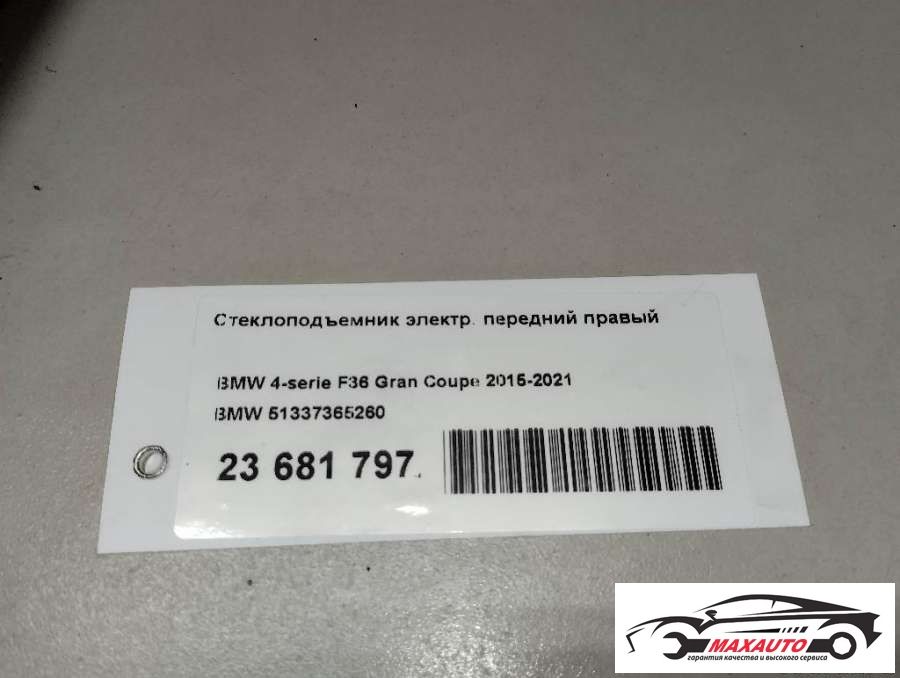 Стеклоподъемник электр. передний правый
BMW 4-serie F36 Gran Coupe 2015-2021
BMW 51337365260
23 681 797
MAXAUTO
гарантия качества и высокого сервиса